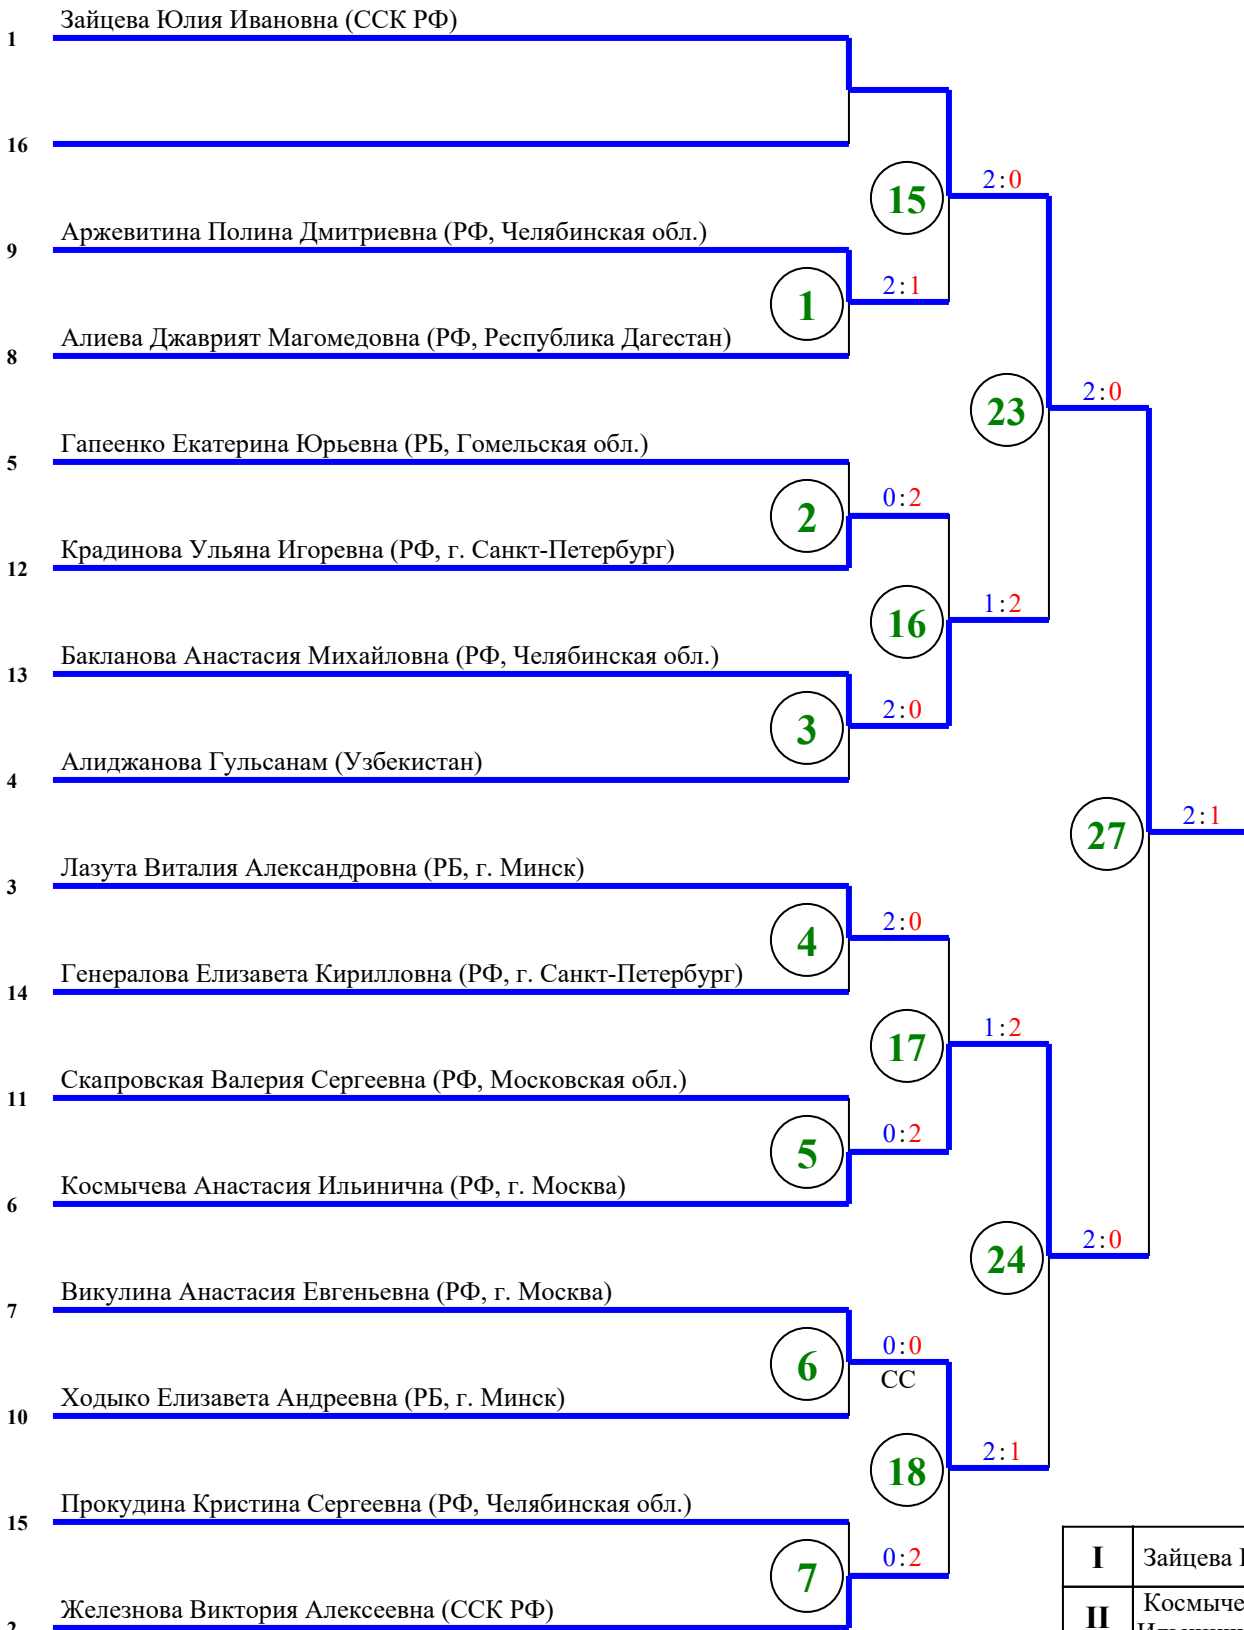 Зайцева Юлия Ивановна (ССК РФ)
1
16
15
2:0
Аржевитина Полина Дмитриевна (РФ, Челябинская обл.)
9
1
2:1
Алиева Джаврият Магомедовна (РФ, Республика Дагестан)
8
23
2:0
Гапеенко Екатерина Юрьевна (РБ, Гомельская обл.)
5
2
0:2
Крадинова Ульяна Игоревна (РФ, г. Санкт-Петербург)
12
16
1:2
Бакланова Анастасия Михайловна (РФ, Челябинская обл.)
13
3
2:0
Алиджанова Гульсанам (Узбекистан)
4
27
2:1
Лазута Виталия Александровна (РБ, г. Минск)
3
4
2:0
Генералова Елизавета Кирилловна (РФ, г. Санкт-Петербург)
14
17
1:2
Скапровская Валерия Сергеевна (РФ, Московская обл.)
11
5
0:2
Космычева Анастасия Ильинична (РФ, г. Москва)
6
24
2:0
Викулина Анастасия Евгеньевна (РФ, г. Москва)
7
6
0:0
СС
Ходыко Елизавета Андреевна (РБ, г. Минск)
10
18
2:1
Прокудина Кристина Сергеевна (РФ, Челябинская обл.)
15
7
0:2
Железнова Виктория Алексеевна (ССК РФ)
2
I Зайцева
II Космыче